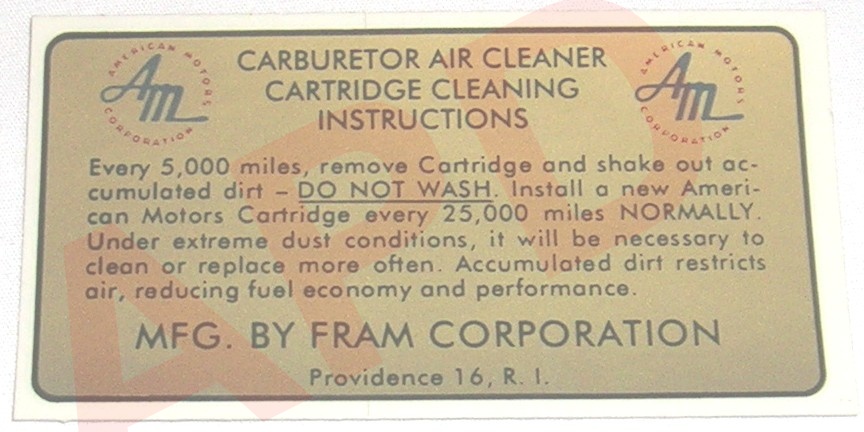 AMERICAN MOTORS CORPORATION
AM
CARBURETOR AIR CLEANER
CARTRIDGE CLEANING
INSTRUCTIONS
AMERICAN MOTORS CORPORATION
AM
Every 5,000 miles, remove Cartridge and shake out ac-
cumulated dirt – DO NOT WASH. Install a new Ameri-
can Motors Cartridge every 25,000 miles NORMALLY.
Under extreme dust conditions, it will be necessary to
clean or replace more often. Accumulated dirt restricts
air, reducing fuel economy and performance.
MFG. BY FRAM CORPORATION
Providence 16, R. I.
APD